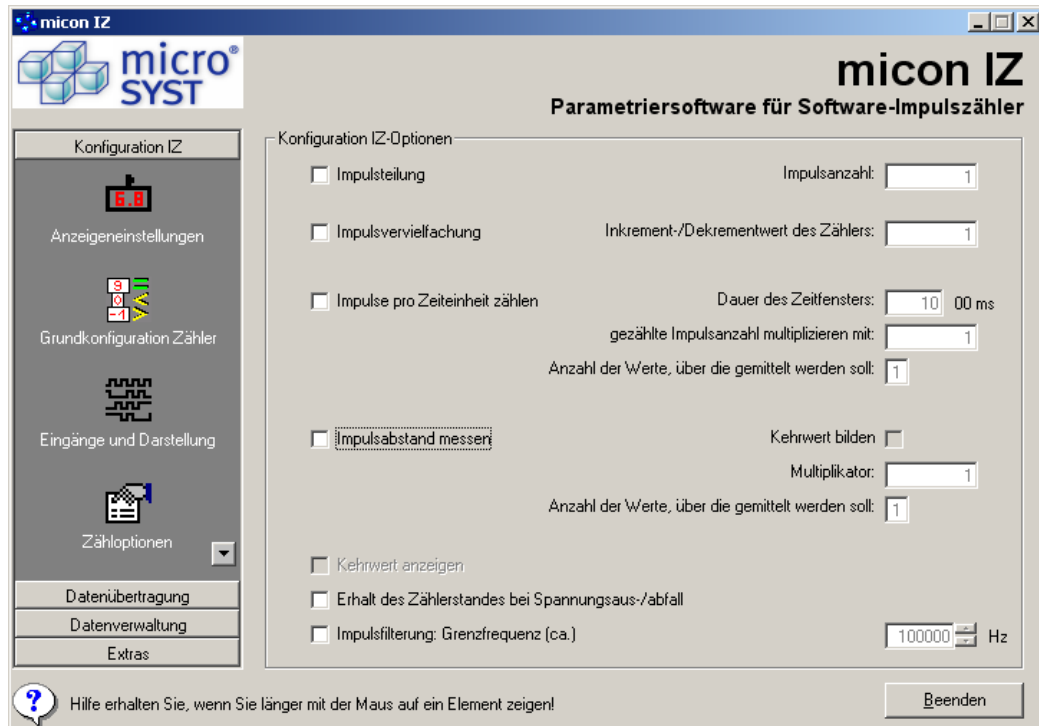 micon IZ
micro®
SYST
micon IZ
Parametriersoftware für Software-Impulszähler
Konfiguration IZ
6.8
Anzeigeneinstellungen
9
0
-1
Grundkonfiguration Zähler
Eingänge und Darstellung
Zähloptionen
Datenübertragung
Datenverwaltung
Extras
Konfiguration IZ-Optionen
Impulsteilung Impulsanzahl: 1
Impulsvervielfachung Inkrement-/Dekrementwert des Zählers: 1
Impulse pro Zeiteinheit zählen Dauer des Zeitfensters: 10 00 ms
gezählte Impulsanzahl multiplizieren mit: 1
Anzahl der Werte, über die gemittelt werden soll: 1
Impulsabstand messen Kehrwert bilden
Multiplikator: 1
Anzahl der Werte, über die gemittelt werden soll: 1
Kehrwert anzeigen
Erhalt des Zählerstandes bei Spannungsaus-/abfall
Impulsfilterung: Grenzfrequenz (ca.) 100000 Hz
? Hilfe erhalten Sie, wenn Sie länger mit der Maus auf ein Element zeigen!
Beenden